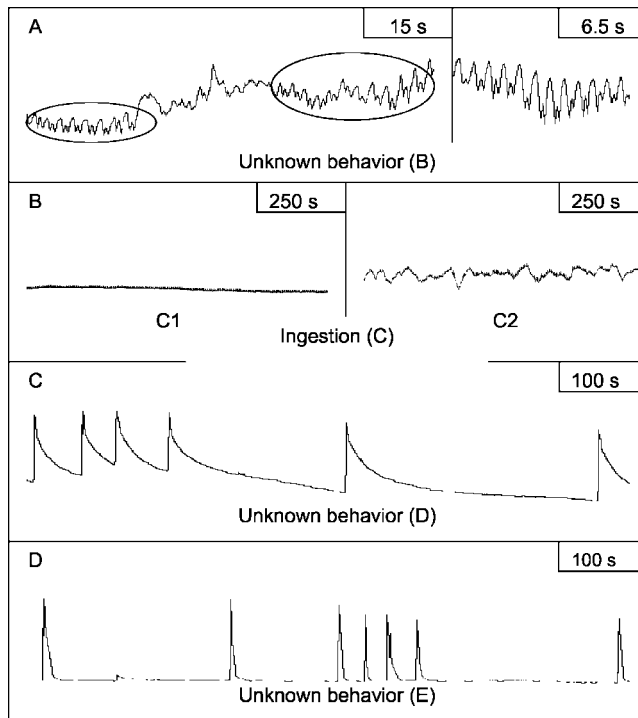 A
15 s
6.5 s
Unknown behavior (B)
B
250 s
250 s
C1
C2
Ingestion (C)
C
100 s
Unknown behavior (D)
D
100 s
Unknown behavior (E)